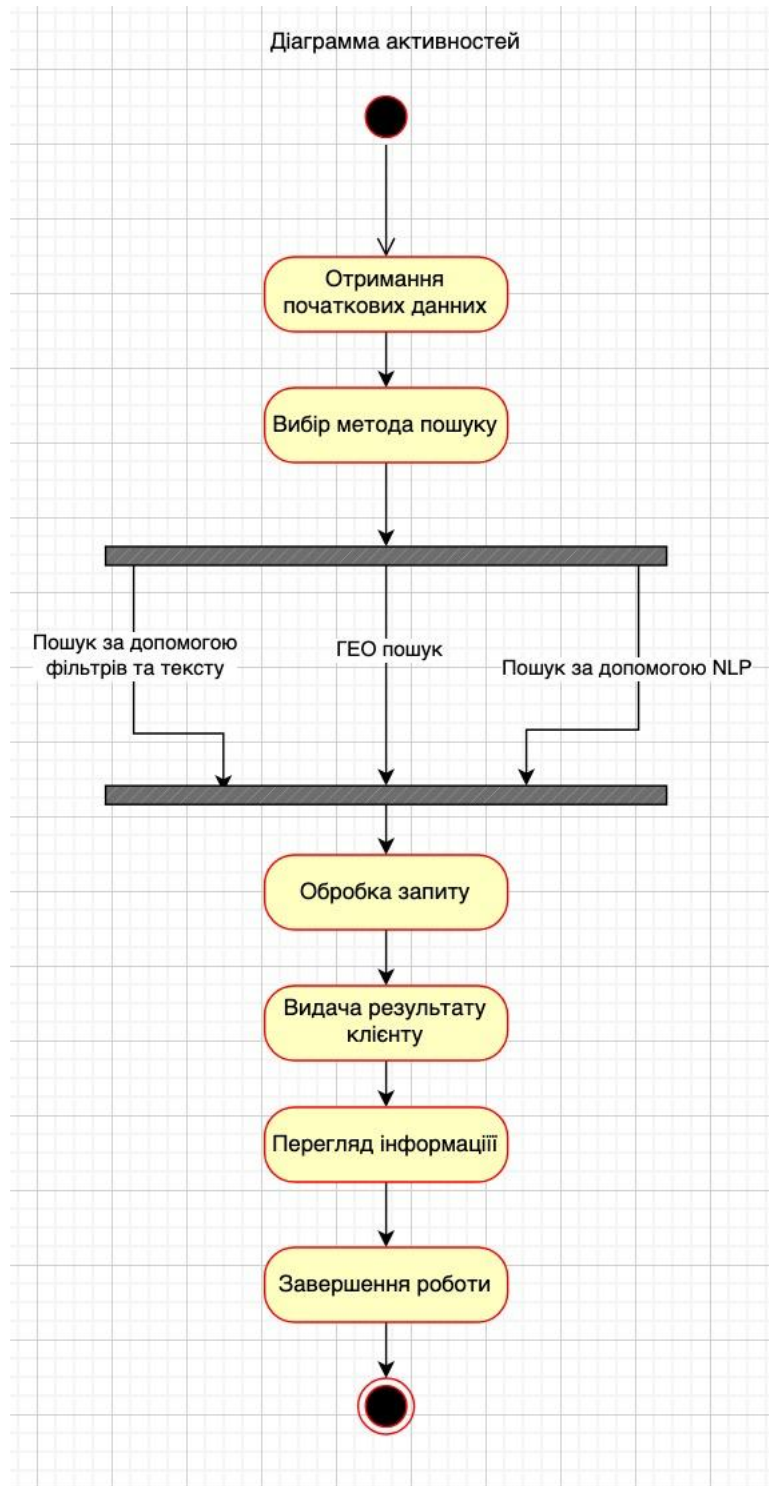 Діаграмма активностей
Отримання
початкових данних
Вибір метода пошуку
Пошук за допомогою
фільтрів та тексту
ГЕО пошук
Пошук за допомогою NLP
Обробка запиту
Видача результату
клієнту
Перегляд інформаціїї
Завершення роботи